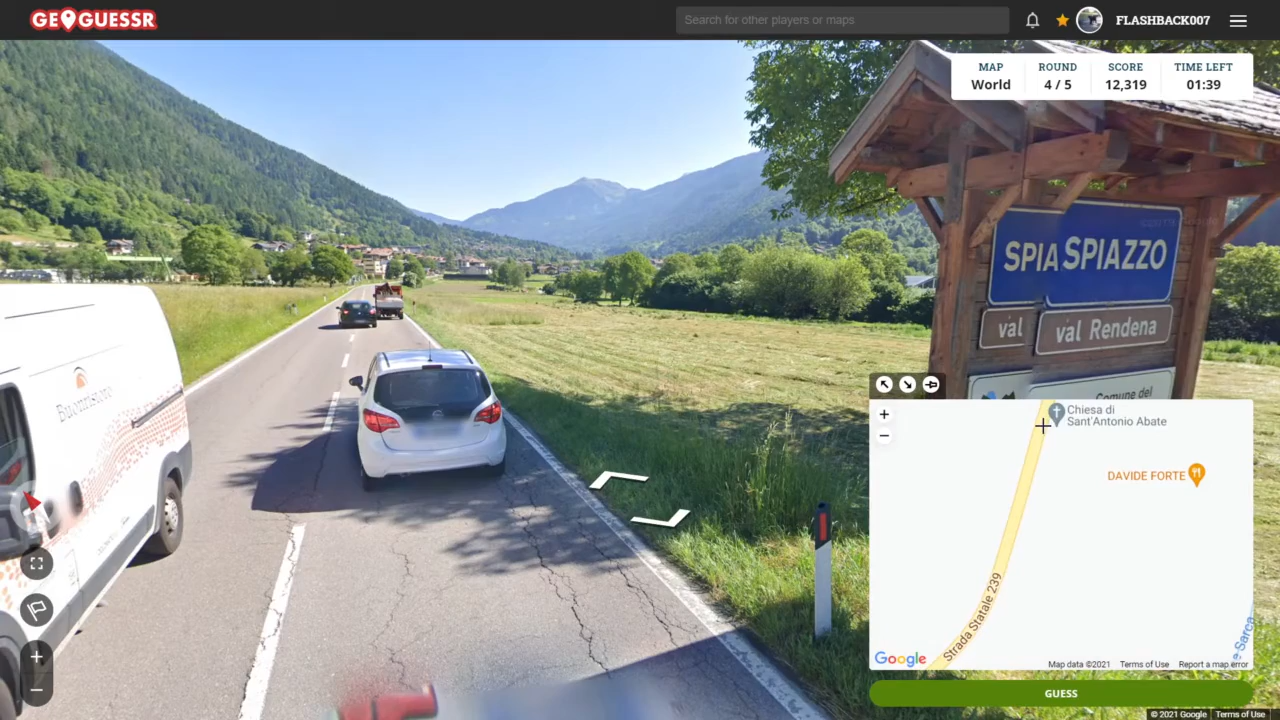 GEOGUESSR
Search for other players or maps
FLASHBACK007
MAP
World
ROUND
4 / 5
SCORE
12,319
TIME LEFT
01:39
SPIA SPIAZZO
val val Rendena
Comune del
Buonristoro
+
−
Chiesa di
Sant'Antonio Abate
DAVIDE FORTE
Strada Statale 239
e Sarca
Google
Map data ©2021 Terms of Use Report a map error
GUESS
+
−
© 2021 Google Terms of Use